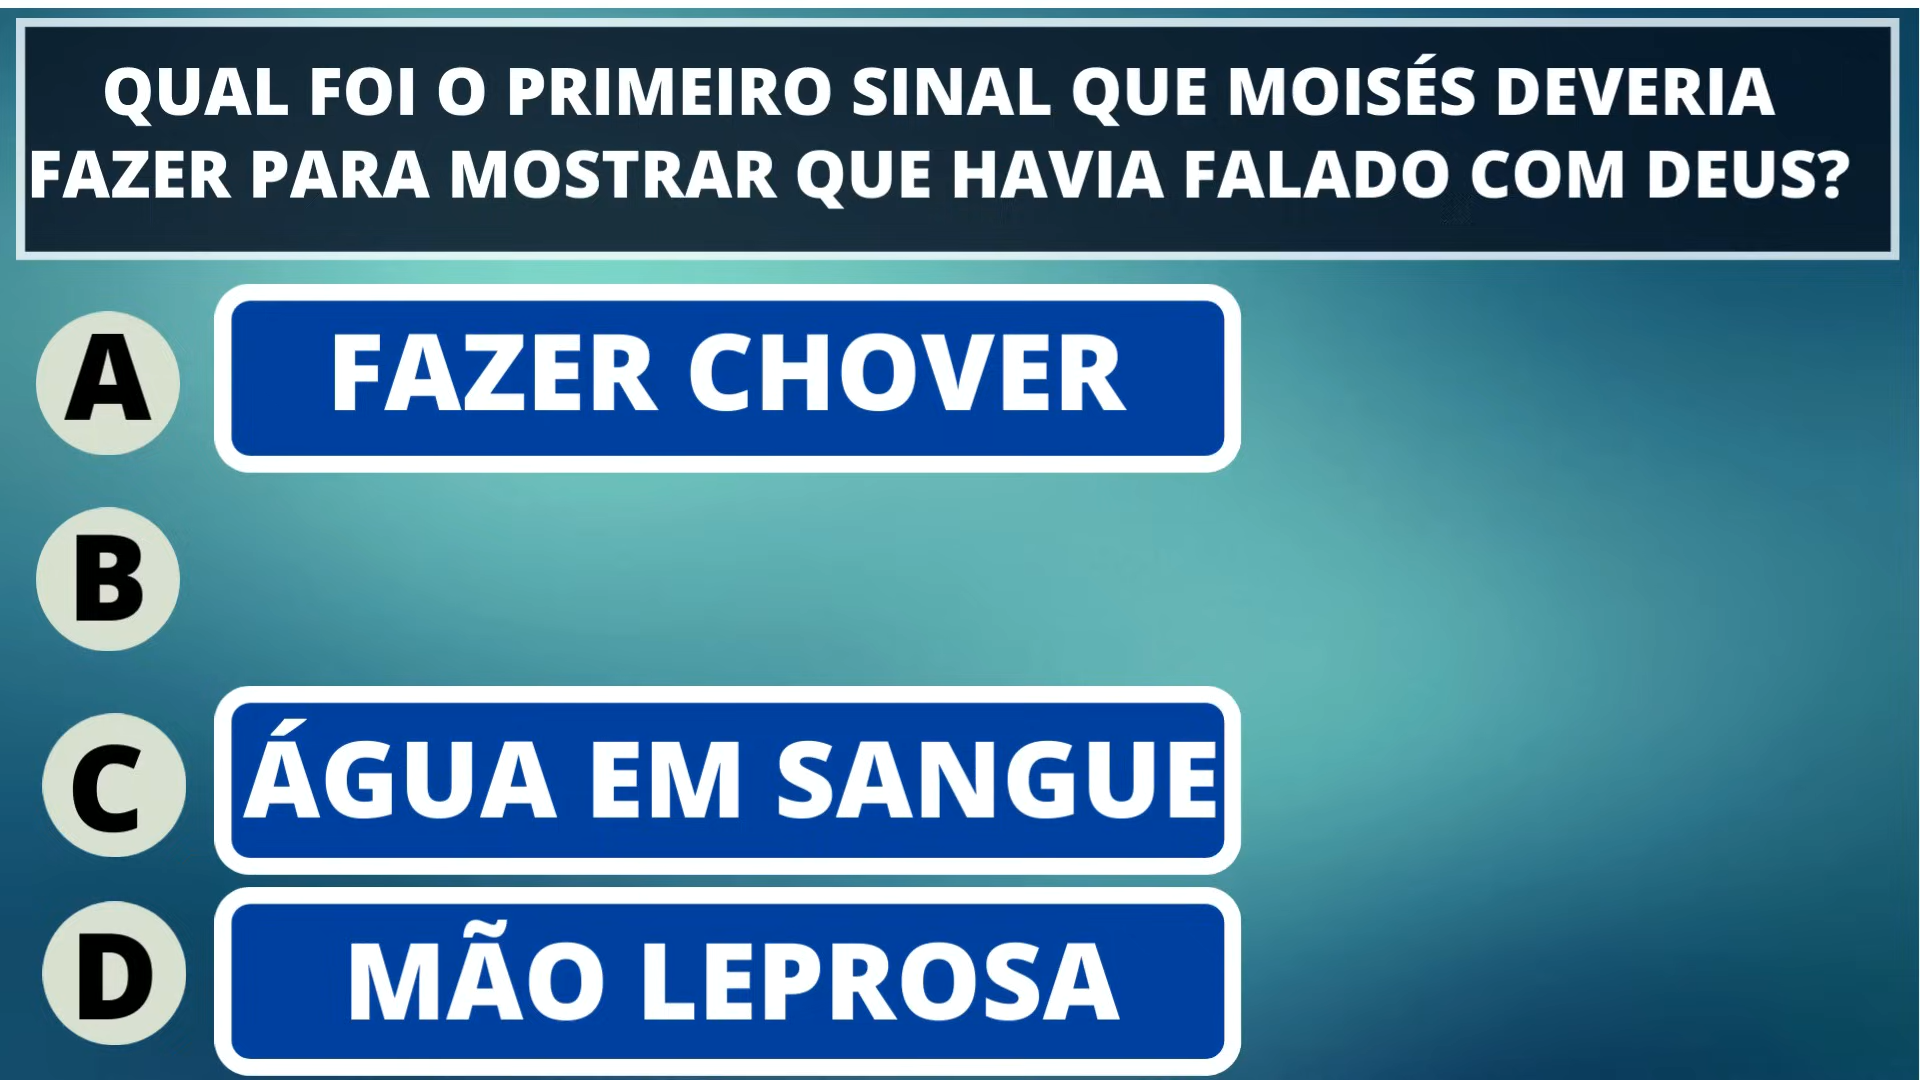 QUAL FOI O PRIMEIRO SINAL QUE MOISÉS DEVERIA
FAZER PARA MOSTRAR QUE HAVIA FALADO COM DEUS?
A FAZER CHOVER
B
C ÁGUA EM SANGUE
D MÃO LEPROSA